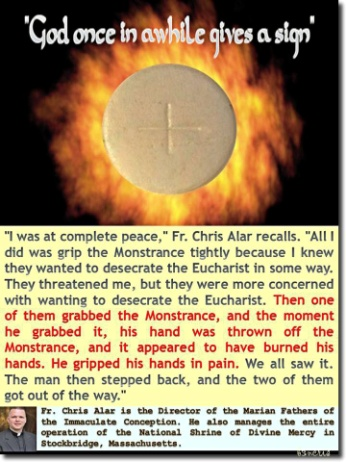 "God once in awhile gives a sign"
"I was at complete peace," Fr. Chris Alar recalls. "All I
did was grip the Monstrance tightly because I knew
they wanted to desecrate the Eucharist in some way.
They threatened me, but they were more concerned
with wanting to desecrate the Eucharist. Then one
of them grabbed the Monstrance, and the moment
he grabbed it, his hand was thrown off the
Monstrance, and it appeared to have burned his
hands. He gripped his hands in pain. We all saw it.
The man then stepped back, and the two of them
got out of the way."
Fr. Chris Alar is the Director of the Marian Fathers of
the Immaculate Conception. He also manages the entire
operation of the National Shrine of Divine Mercy in
Stockbridge, Massachusetts.